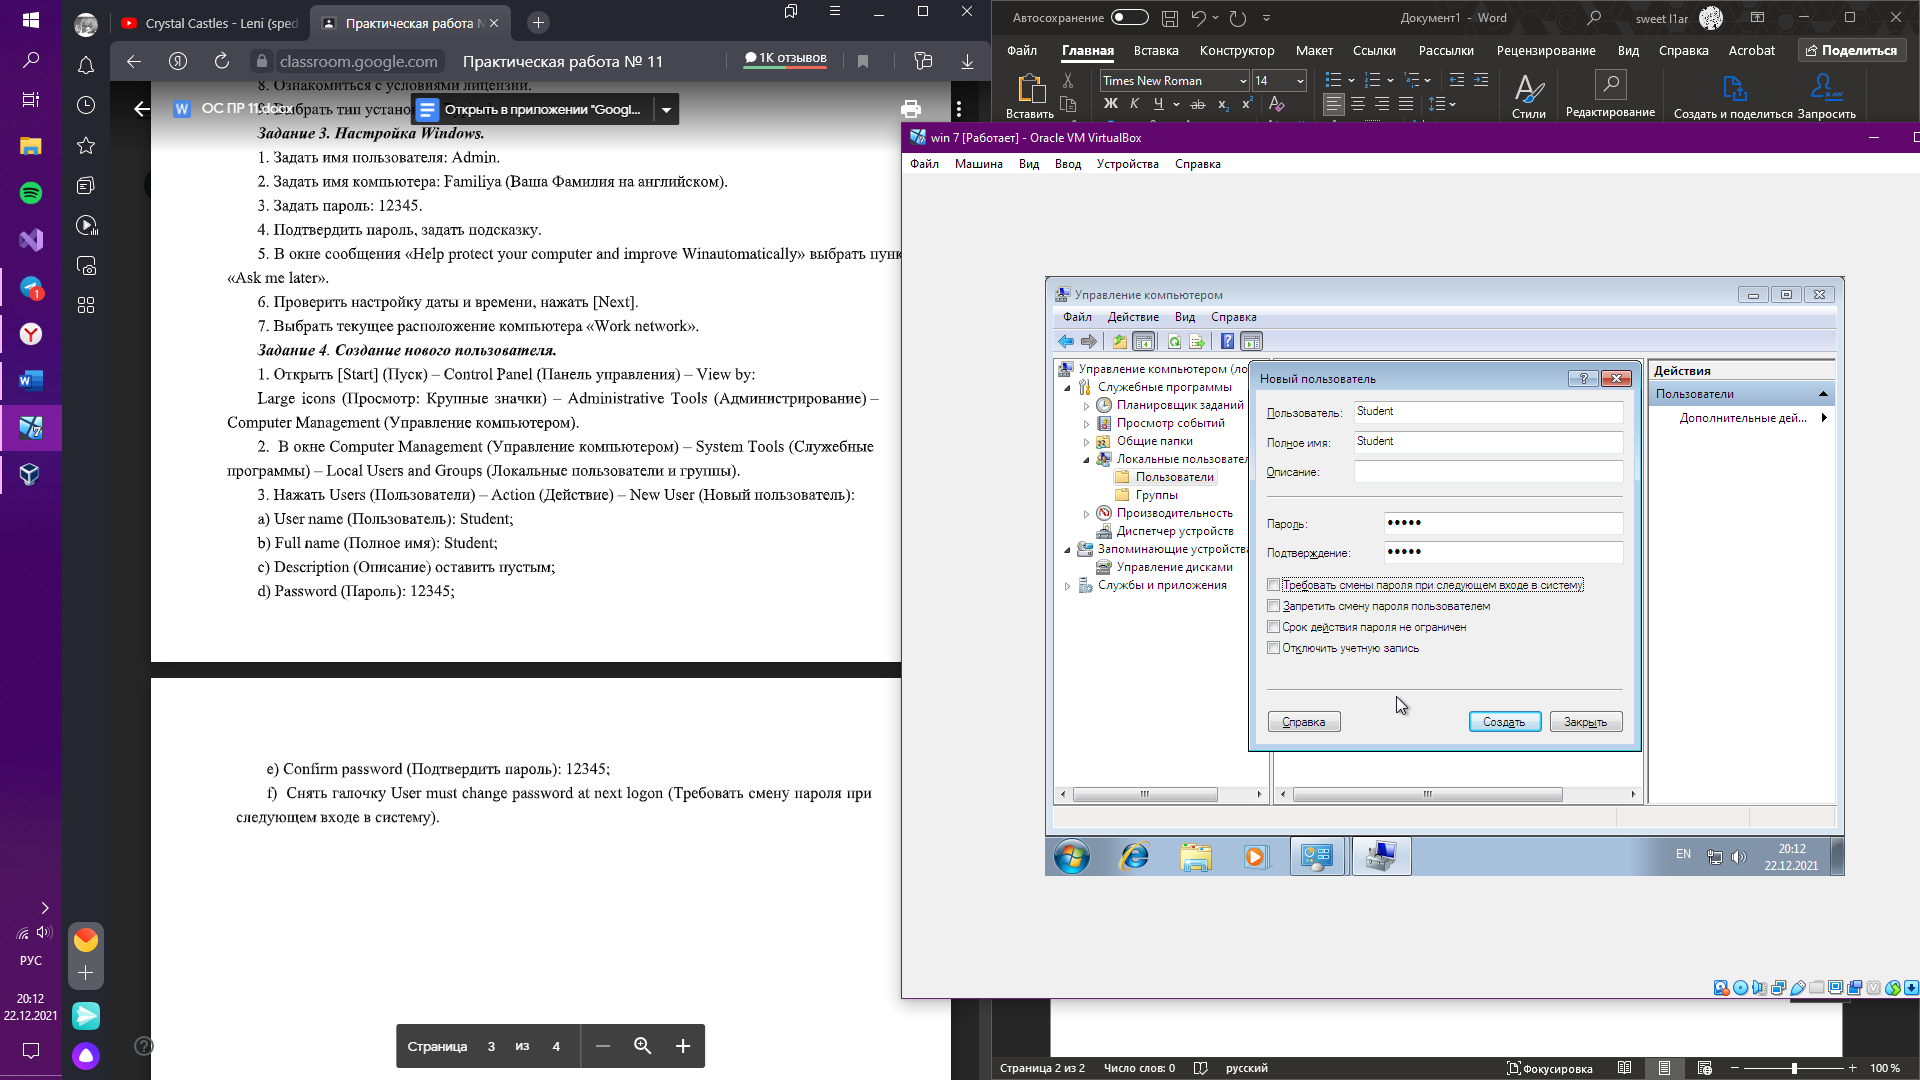 Crystal Castles - Leni (sped
Практическая работа №
classroom.google.com
Практическая работа № 11
1К отзывов
8. Ознакомиться с условиями лицензии.
ОС ПР 11.docx
Открыть в приложении "Googl...
Задание 3. Настройка Windows.
1. Задать имя пользователя: Admin.
2. Задать имя компьютера: Familiya (Ваша Фамилия на английском).
3. Задать пароль: 12345.
4. Подтвердить пароль, задать подсказку.
5. В окне сообщения «Help protect your computer and improve Winautomatically» выбрать пунк
«Ask me later».
6. Проверить настройку даты и времени, нажать [Next].
7. Выбрать текущее расположение компьютера «Work network».
Задание 4. Создание нового пользователя.
1. Открыть [Start] (Пуск) – Control Panel (Панель управления) – View by:
Large icons (Просмотр: Крупные значки) – Administrative Tools (Администрирование) –
Computer Management (Управление компьютером).
2. В окне Computer Management (Управление компьютером) – System Tools (Служебные
программы) – Local Users and Groups (Локальные пользователи и группы).
3. Нажать Users (Пользователи) – Action (Действие) – New User (Новый пользователь):
a) User name (Пользователь): Student;
b) Full name (Полное имя): Student;
c) Description (Описание) оставить пустым;
d) Password (Пароль): 12345;
e) Confirm password (Подтвердить пароль): 12345;
f) Снять галочку User must change password at next logon (Требовать смену пароля при
следующем входе в систему).
Страница 3 из 4
РУС
20:12
22.12.2021
Автосохранение
Документ1 - Word
sweet l1ar
Файл Главная Вставка Конструктор Макет Ссылки Рассылки Рецензирование Вид Справка Acrobat Поделиться
Times New Roman 14
Вставить
Ж К Ч ab x₂ x²
Стили
Редактирование
Создать и поделиться Запросить
win 7 [Работает] - Oracle VM VirtualBox
Файл Машина Вид Ввод Устройства Справка
Управление компьютером
Файл Действие Вид Справка
Управление компьютером (ло
Служебные программы
Планировщик заданий
Просмотр событий
Общие папки
Локальные пользовател
Пользователи
Группы
Производительность
Диспетчер устройств
Запоминающие устройства
Управление дисками
Службы и приложения
Новый пользователь
Пользователь: Student
Полное имя: Student
Описание:
Пароль: •••••
Подтверждение: •••••
Требовать смены пароля при следующем входе в систему
Запретить смену пароля пользователем
Срок действия пароля не ограничен
Отключить учетную запись
Справка
Создать
Закрыть
Действия
Пользователи
Дополнительные дей...
EN
20:12
22.12.2021
Страница 2 из 2 Число слов: 0 русский
Фокусировка
100 %